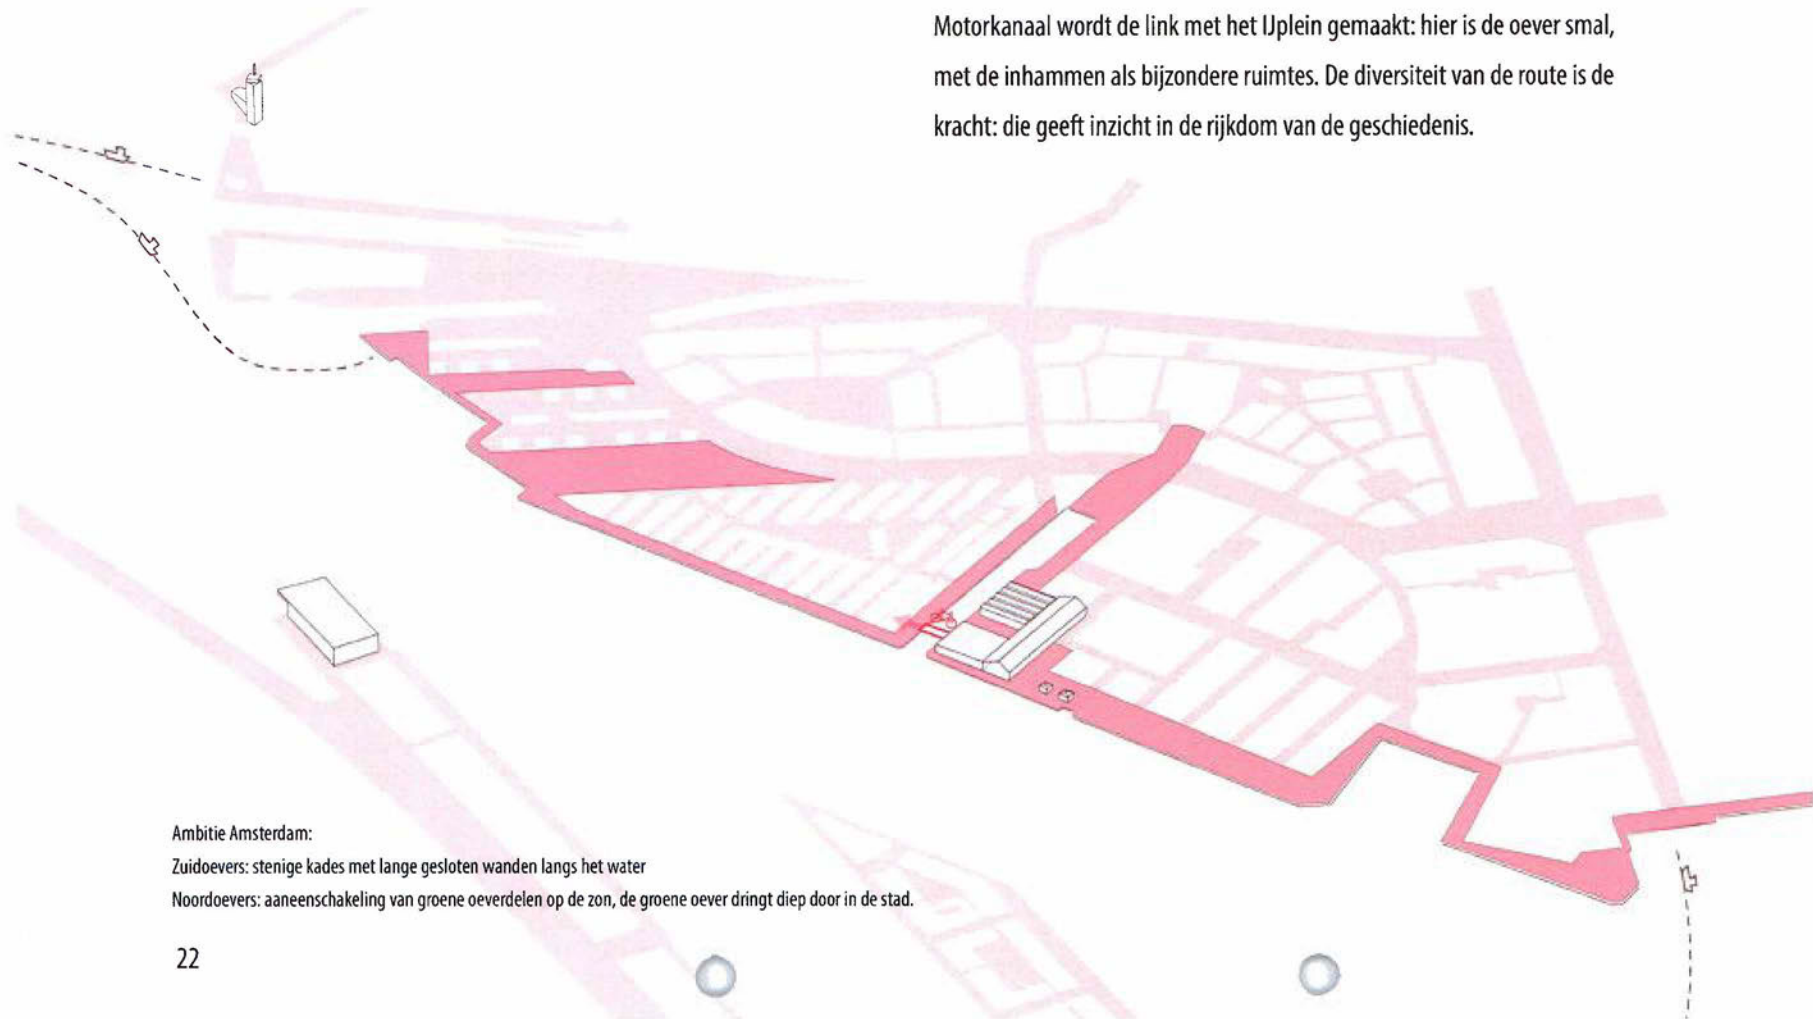 Motorkanaal wordt de link met het IJplein gemaakt: hier is de oever smal,
met de inhammen als bijzondere ruimtes. De diversiteit van de route is de
kracht: die geeft inzicht in de rijkdom van de geschiedenis.
Ambitie Amsterdam:
Zuidoevers: stenige kades met lange gesloten wanden langs het water
Noordoevers: aaneenschakeling van groene oeverdelen op de zon, de groene oever dringt diep door in de stad.
22